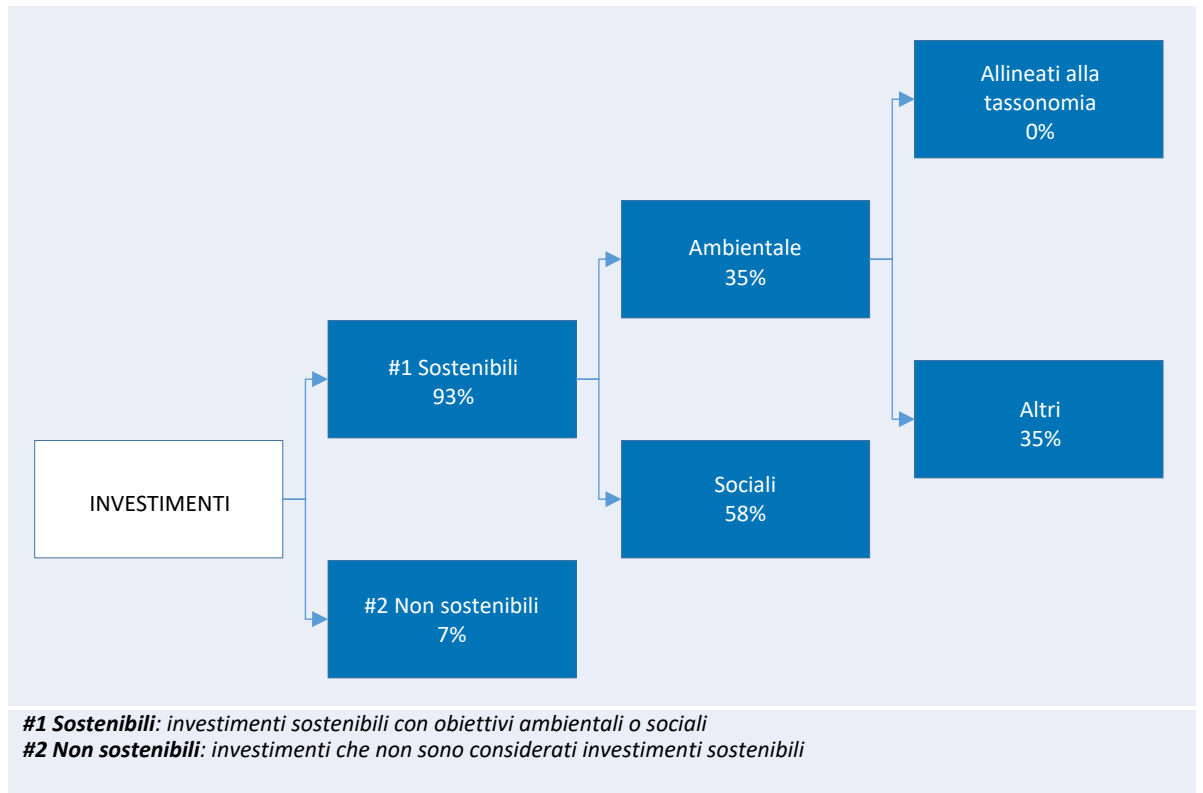 Allineati alla
tassonomia
0%
Ambientale
35%
#1 Sostenibili
93%
Altri
35%
INVESTIMENTI
Sociali
58%
#2 Non sostenibili
7%
#1 Sostenibili: investimenti sostenibili con obiettivi ambientali o sociali
#2 Non sostenibili: investimenti che non sono considerati investimenti sostenibili